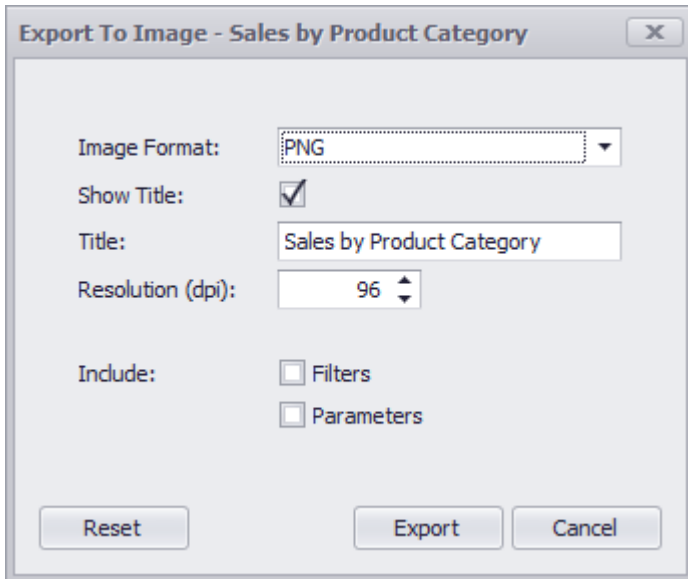 Export To Image - Sales by Product Category
Image Format: PNG
Show Title:
Title: Sales by Product Category
Resolution (dpi): 96
Include: Filters
Parameters
Reset Export Cancel